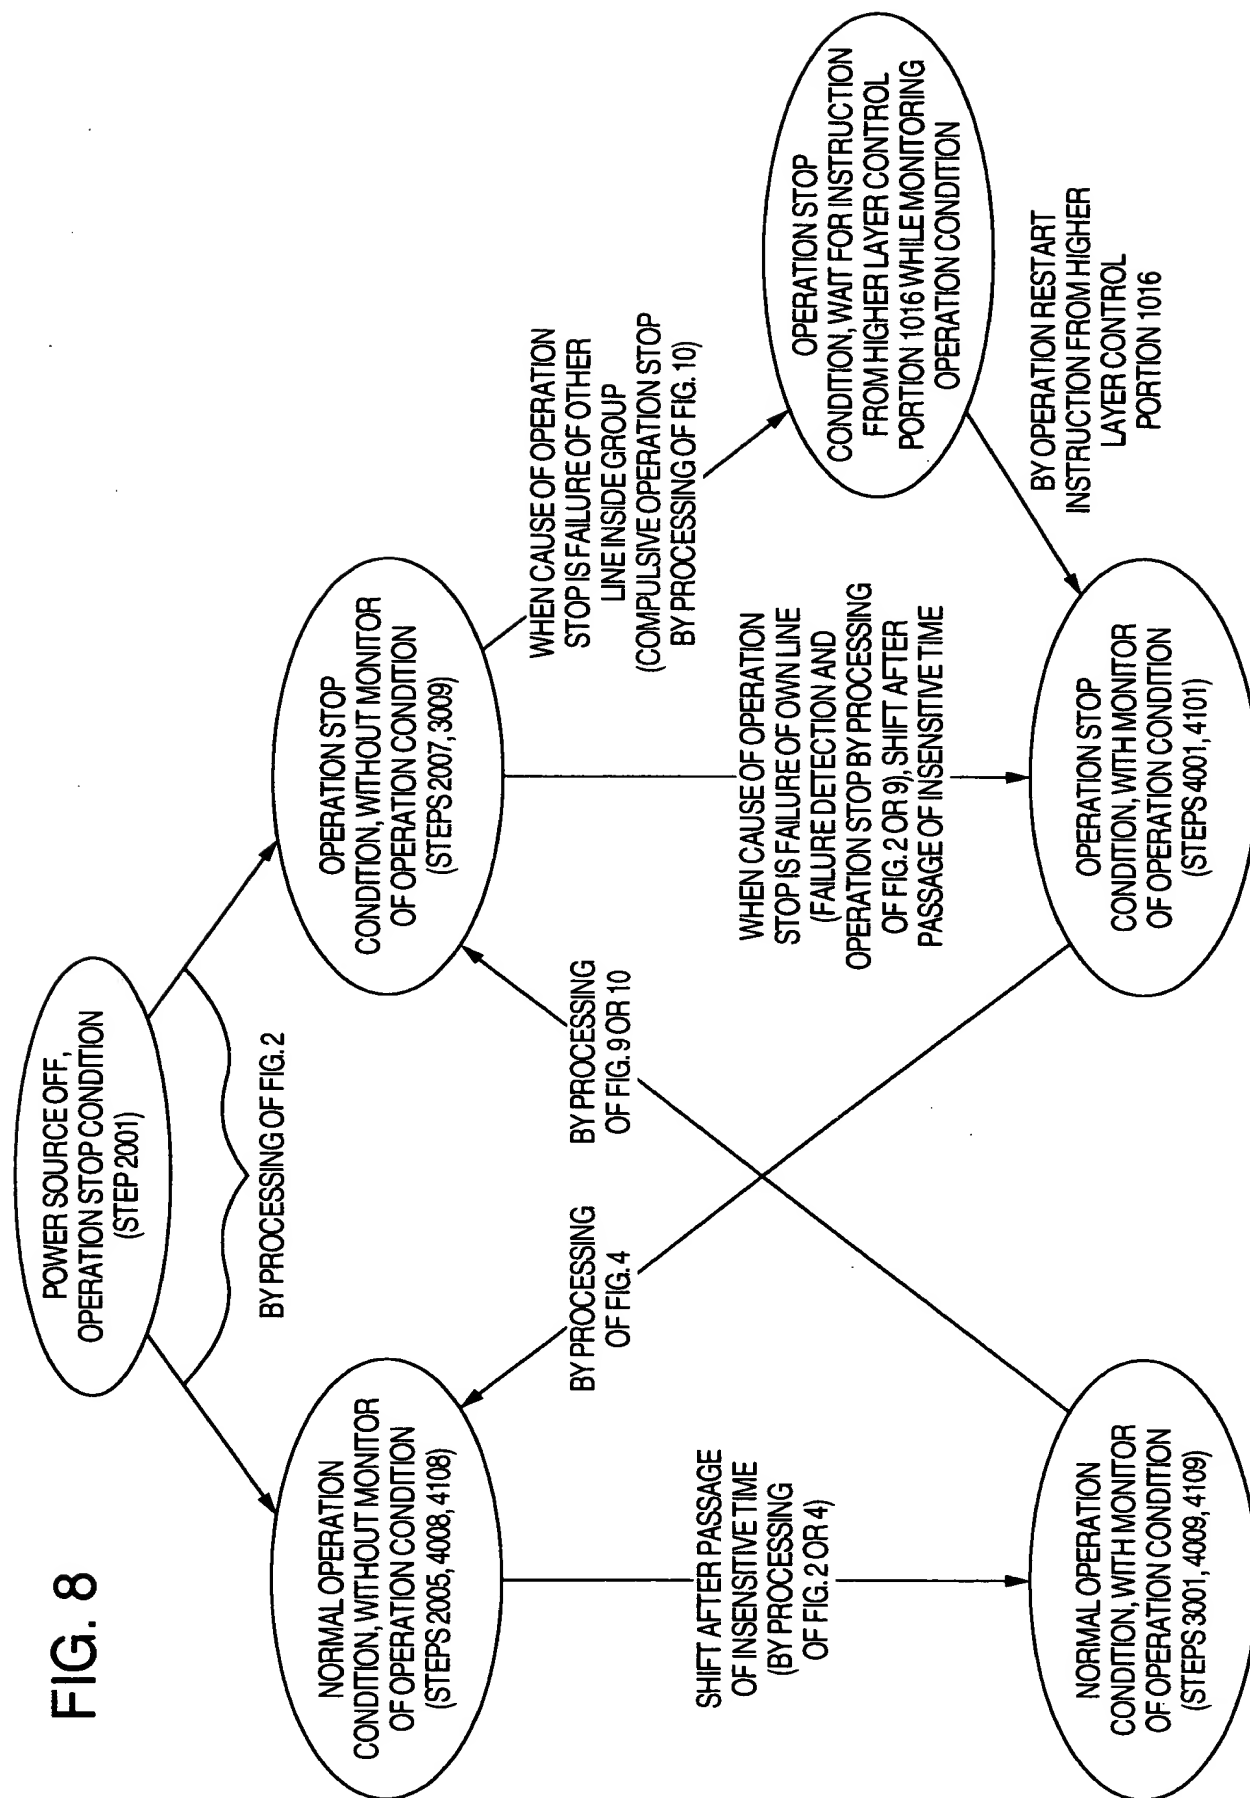 FIG. 8
POWER SOURCE OFF,
OPERATION STOP CONDITION
(STEP 2001)
BY PROCESSING OF FIG. 2
NORMAL OPERATION
CONDITION, WITHOUT MONITOR
OF OPERATION CONDITION
(STEPS 2005, 4008, 4108)
OPERATION STOP
CONDITION, WITHOUT MONITOR
OF OPERATION CONDITION
(STEPS 2007, 3009)
BY PROCESSING
OF FIG. 4
BY PROCESSING
OF FIG. 9 OR 10
WHEN CAUSE OF OPERATION
STOP IS FAILURE OF OTHER
LINE INSIDE GROUP
(COMPULSIVE OPERATION STOP
BY PROCESSING OF FIG. 10)
SHIFT AFTER PASSAGE
OF INSENSITIVE TIME
(BY PROCESSING
OF FIG. 2 OR 4)
WHEN CAUSE OF OPERATION
STOP IS FAILURE OF OWN LINE
(FAILURE DETECTION AND
OPERATION STOP BY PROCESSING
OF FIG. 2 OR 9), SHIFT AFTER
PASSAGE OF INSENSITIVE TIME
OPERATION STOP
CONDITION, WAIT FOR INSTRUCTION
FROM HIGHER LAYER CONTROL
PORTION 1016 WHILE MONITORING
OPERATION CONDITION
BY OPERATION RESTART
INSTRUCTION FROM HIGHER
LAYER CONTROL
PORTION 1016
NORMAL OPERATION
CONDITION, WITH MONITOR
OF OPERATION CONDITION
(STEPS 3001, 4009, 4109)
OPERATION STOP
CONDITION, WITH MONITOR
OF OPERATION CONDITION
(STEPS 4001, 4101)